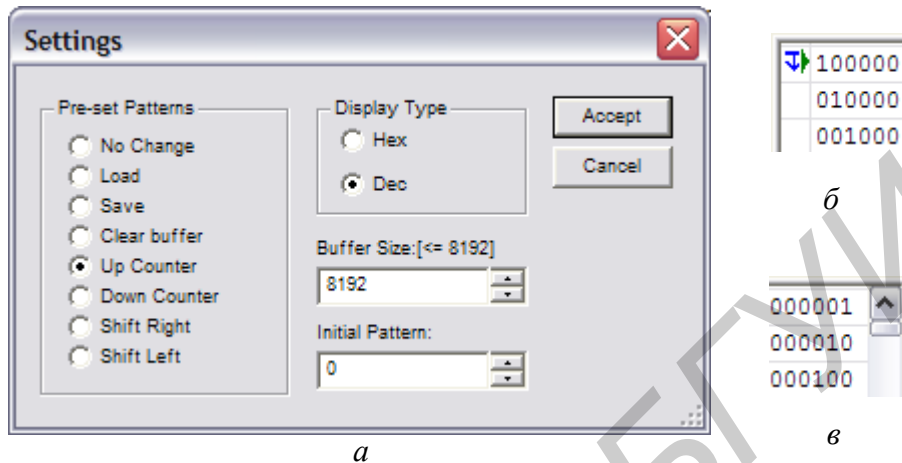 Settings
Pre-set Patterns
No Change
Load
Save
Clear buffer
Up Counter
Down Counter
Shift Right
Shift Left
Display Type
Hex
Dec
Buffer Size:[<= 8192]
8192
Initial Pattern:
0
Accept
Cancel
а
100000
010000
001000
б
000001
000010
000100
в
БГУИ